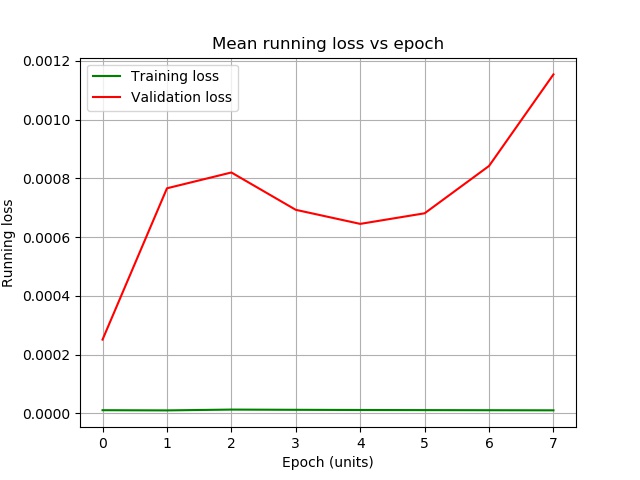 Mean running loss vs epoch
Training loss
Validation loss
Running loss
0.0012
0.0010
0.0008
0.0006
0.0004
0.0002
0.0000
0 1 2 3 4 5 6 7
Epoch (units)